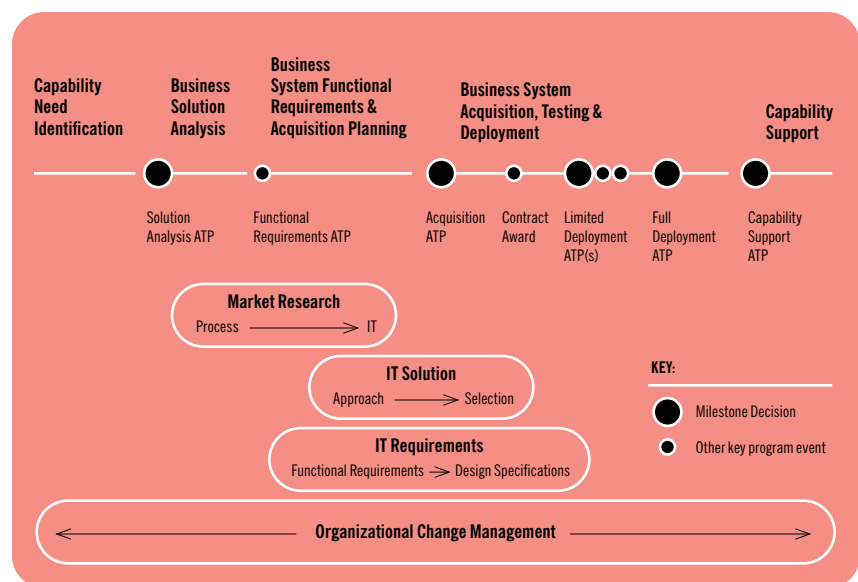 Capability
Need
Identification
Business
Solution
Analysis
Business
System Functional
Requirements &
Acquisition Planning
Business System
Acquisition, Testing &
Deployment
Capability
Support
Solution
Analysis ATP
Functional
Requirements ATP
Acquisition
ATP
Contract
Award
Limited
Deployment
ATP(s)
Full
Deployment
ATP
Capability
Support
ATP
Market Research
Process IT
IT Solution
Approach Selection
IT Requirements
Functional Requirements Design Specifications
KEY:
Milestone Decision
Other key program event
Organizational Change Management